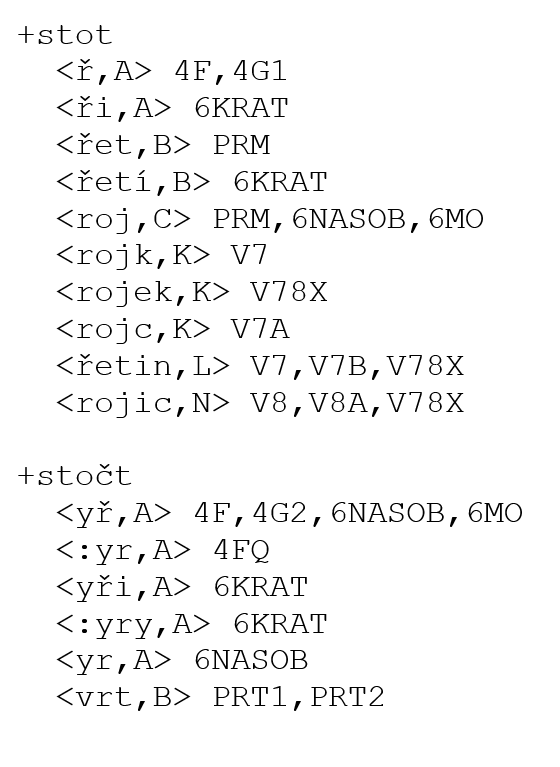 +stot
<ř,A> 4F,4G1
<ři,A> 6KRAT
<řet,B> PRM
<řetí,B> 6KRAT
<roj,C> PRM,6NASOB,6MO
<rojk,K> V7
<rojek,K> V78X
<rojc,K> V7A
<řetin,L> V7,V7B,V78X
<rojic,N> V8,V8A,V78X

+stočt
<yř,A> 4F,4G2,6NASOB,6MO
<:yr,A> 4FQ
<yři,A> 6KRAT
<:yry,A> 6KRAT
<yr,A> 6NASOB
<vrt,B> PRT1,PRT2